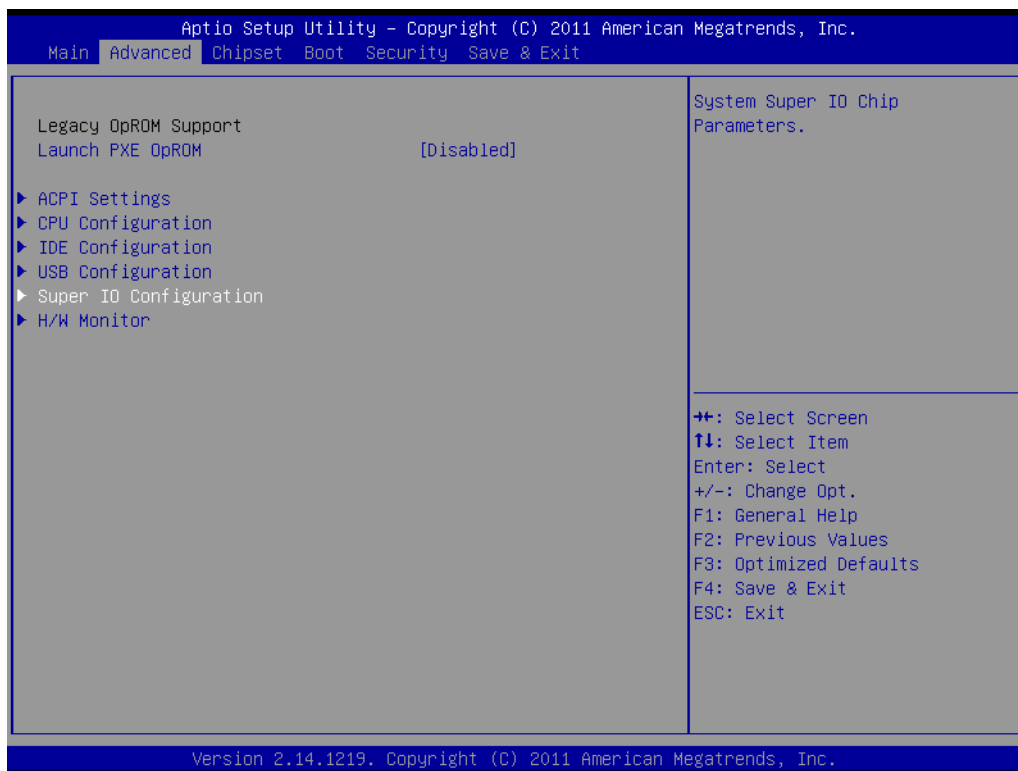 Aptio Setup Utility – Copyright (C) 2011 American Megatrends, Inc.
Main Advanced Chipset Boot Security Save & Exit
Legacy OpROM Support
Launch PXE OpROM [Disabled]
▶ ACPI Settings
▶ CPU Configuration
▶ IDE Configuration
▶ USB Configuration
▶ Super IO Configuration
▶ H/W Monitor
System Super IO Chip
Parameters.
→←: Select Screen
↑↓: Select Item
Enter: Select
+/-: Change Opt.
F1: General Help
F2: Previous Values
F3: Optimized Defaults
F4: Save & Exit
ESC: Exit
Version 2.14.1219. Copyright (C) 2011 American Megatrends, Inc.